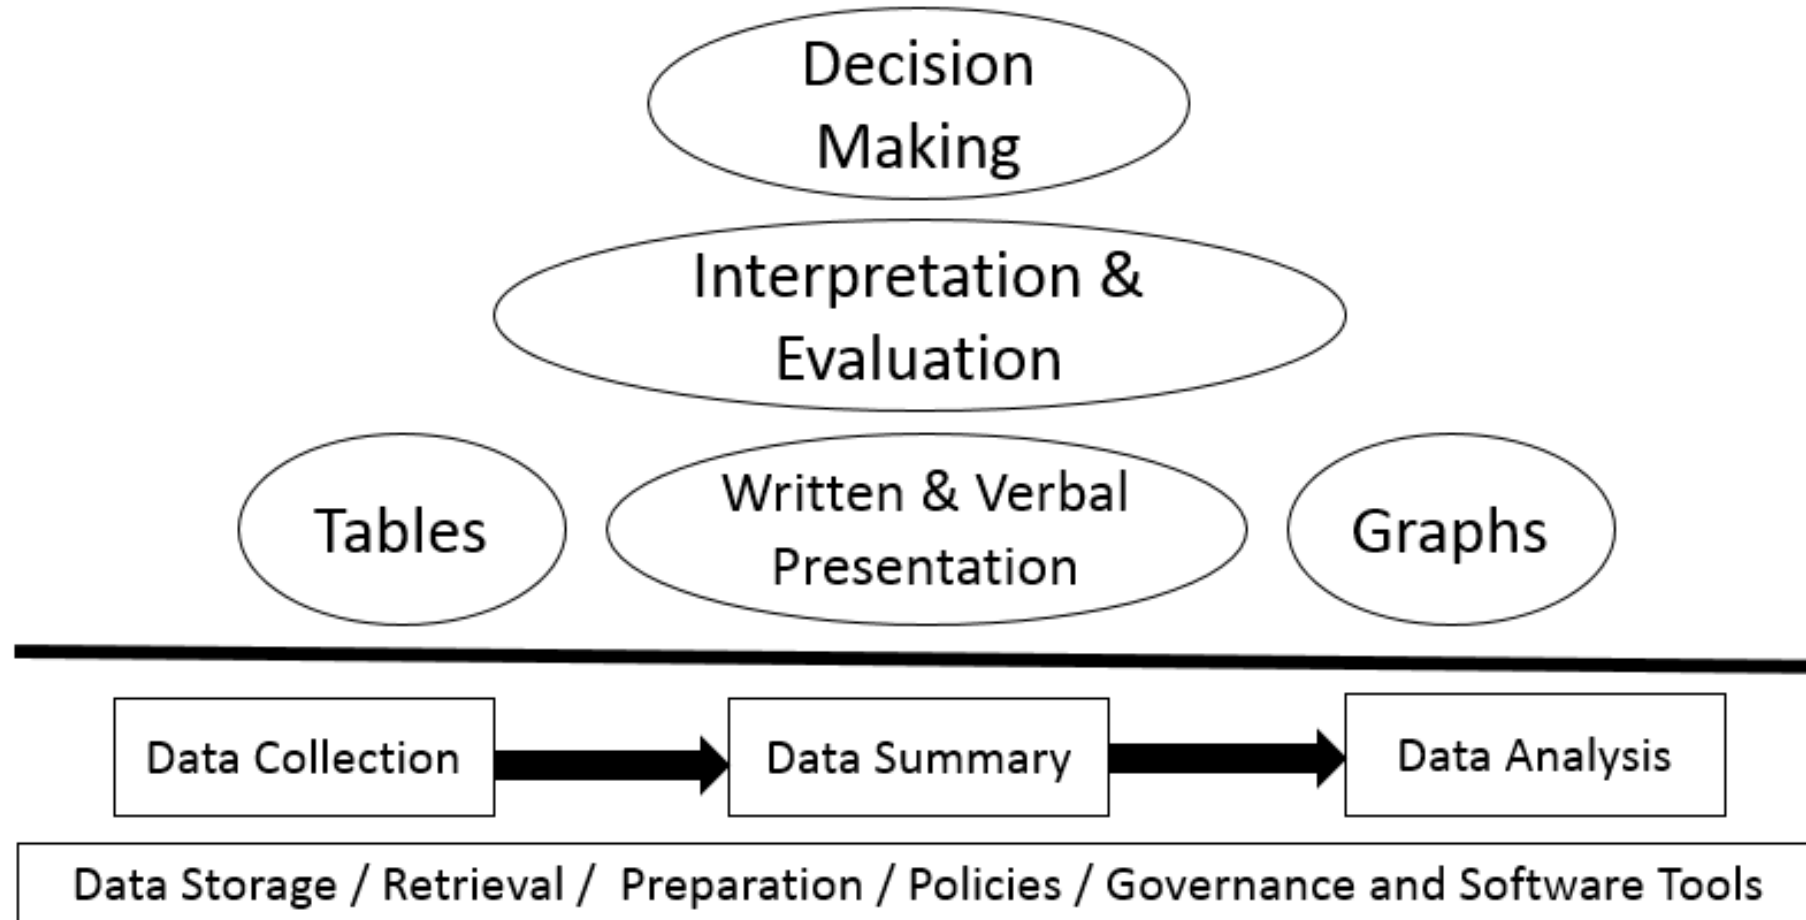 Decision
Making
Interpretation &
Evaluation
Tables
Written & Verbal
Presentation
Graphs
Data Collection
Data Summary
Data Analysis
Data Storage / Retrieval / Preparation / Policies / Governance and Software Tools